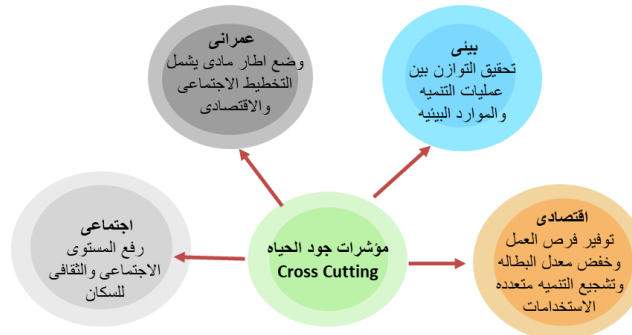 عمرانى
وضع اطار مادى يشمل
التخطيط الاجتماعى
والاقتصادى
بيئى
تحقيق التوازن بين
عمليات التنميه
والموارد البيئيه
اجتماعى
رفع المستوى
الاجتماعى والثقافى
للسكان
مؤشرات جود الحياه
Cross Cutting
اقتصادى
توفير فرص العمل
وخفض معدل البطاله
وتشجيع التنميه متعدده
الاستخدامات